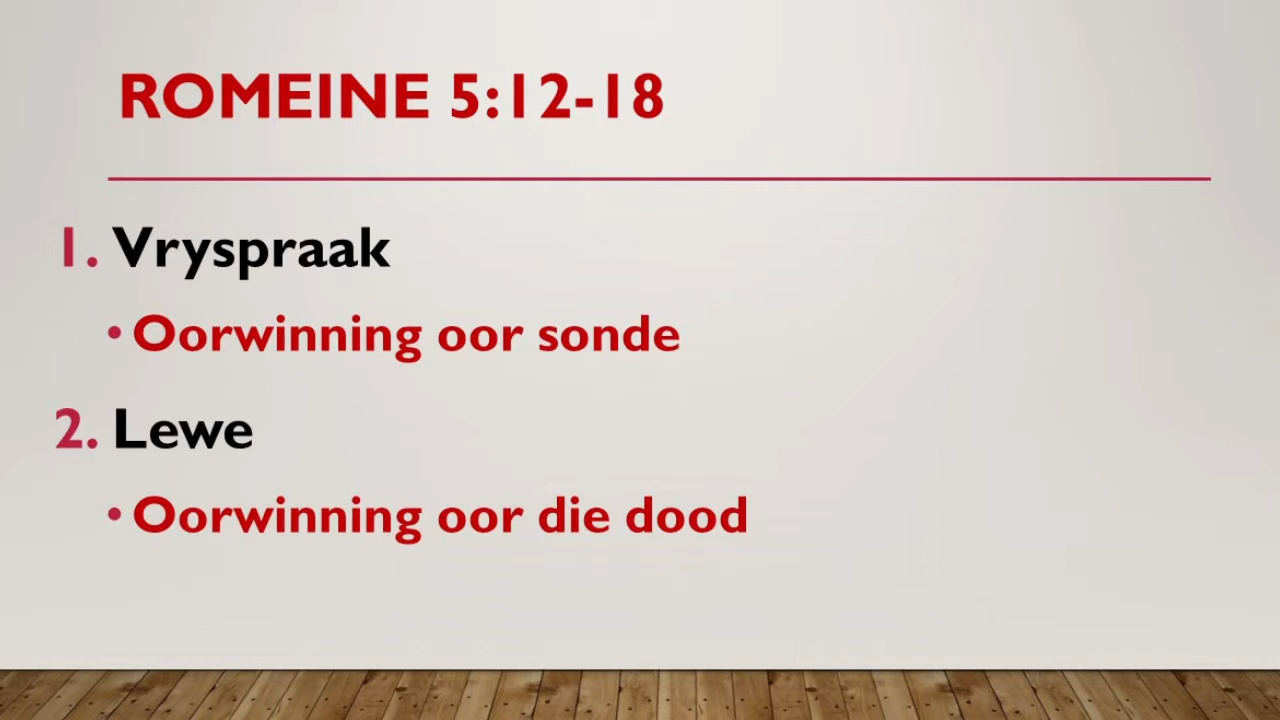 ROMEINE 5:12-18
1. Vryspraak
• Oorwinning oor sonde
2. Lewe
• Oorwinning oor die dood